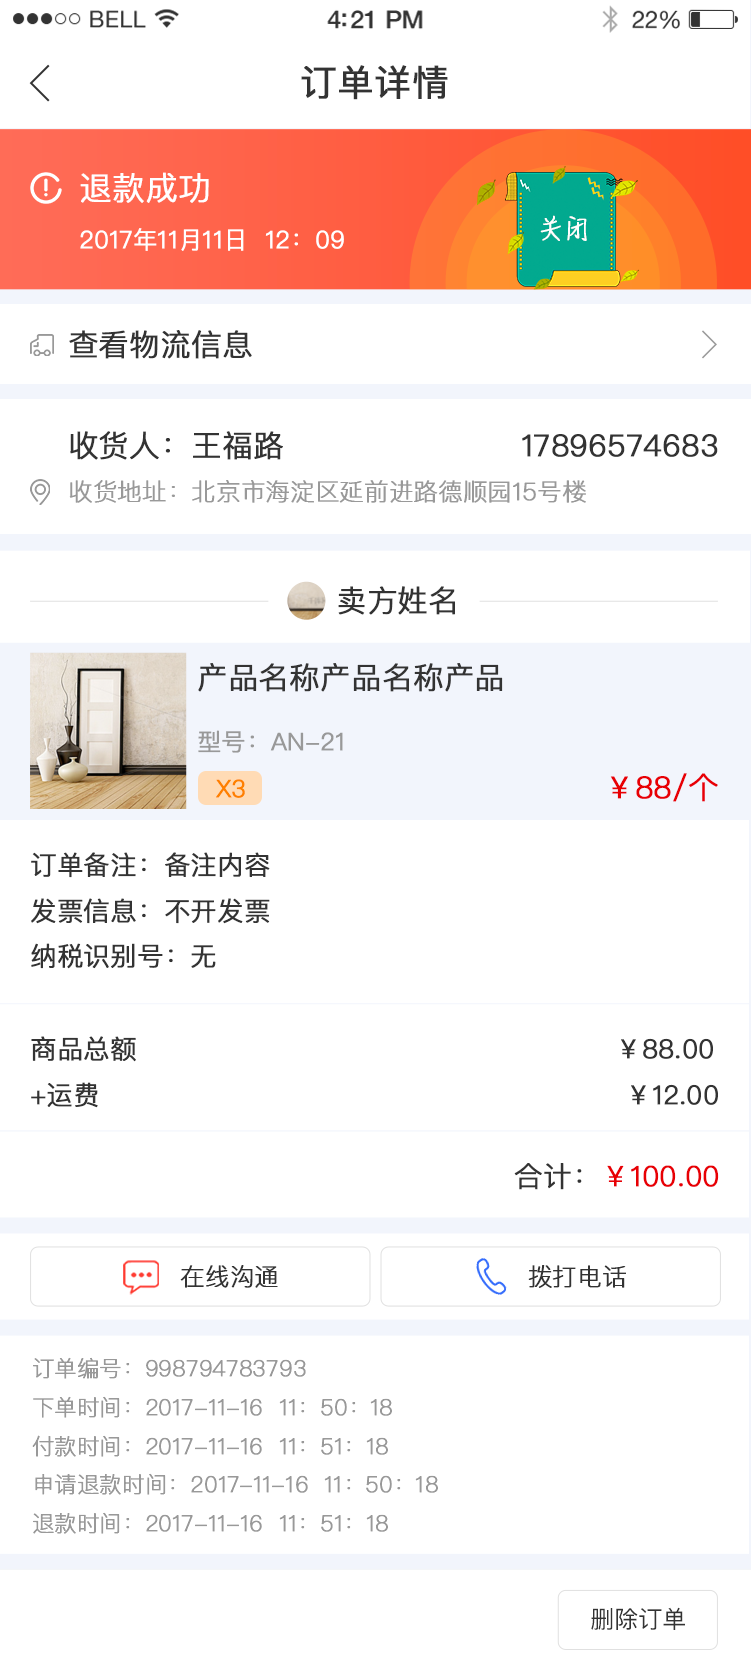 ●●●○○ BELL 4:21 PM 22%
订单详情
退款成功
2017年11月11日 12：09
关闭
查看物流信息
收货人：王福路 17896574683
收货地址：北京市海淀区延前进路德顺园15号楼
卖方姓名
产品名称产品名称产品
型号：AN-21
X3 ￥88/个
订单备注：备注内容
发票信息：不开发票
纳税识别号：无
商品总额 ￥88.00
+运费 ￥12.00
合计：￥100.00
在线沟通 拨打电话
订单编号：998794783793
下单时间：2017-11-16 11：50：18
付款时间：2017-11-16 11：51：18
申请退款时间：2017-11-16 11：50：18
退款时间：2017-11-16 11：51：18
删除订单